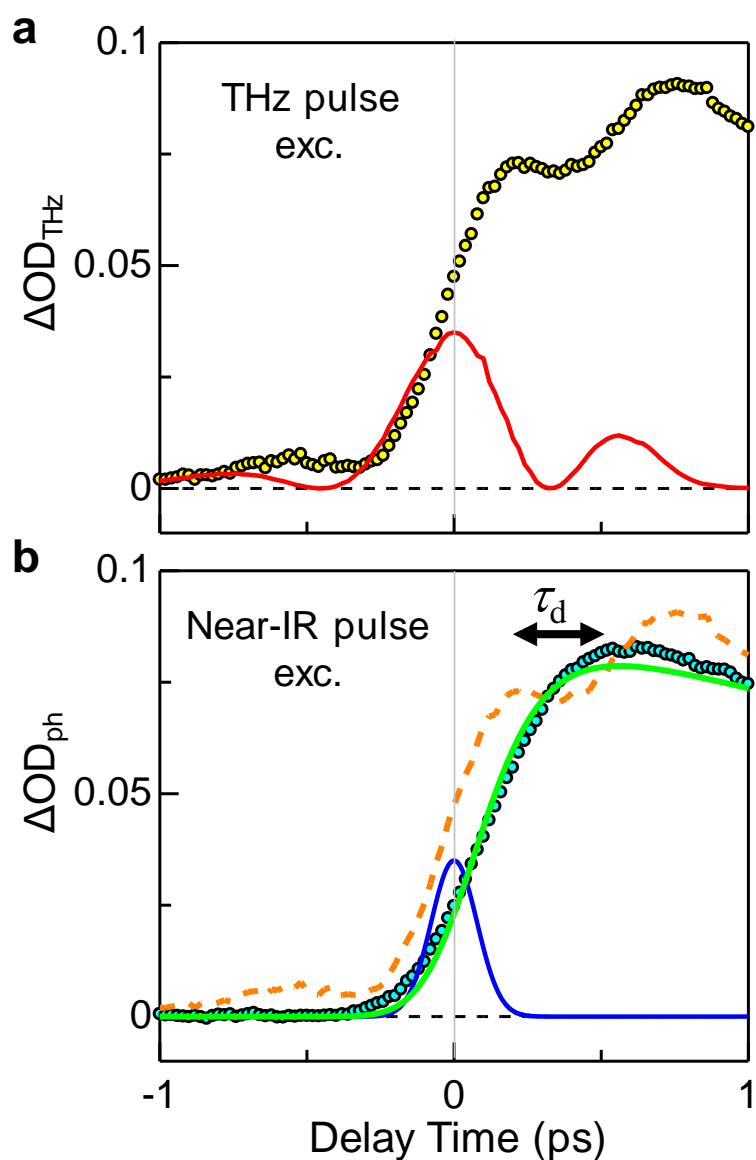 a
0.1
THz pulse
exc.
ΔOD_THz
0.05
0
b
0.1
τ_d
Near-IR pulse
exc.
ΔOD_ph
0.05
0
-1
0
1
Delay Time (ps)